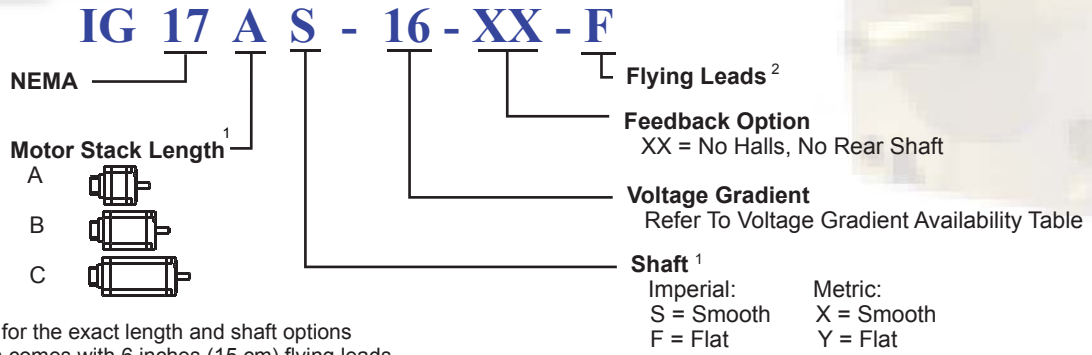 IG 17 A S - 16 - XX - F
NEMA
Flying Leads 2
Feedback Option
XX = No Halls, No Rear Shaft
Motor Stack Length 1
A
B
C
Voltage Gradient
Refer To Voltage Gradient Availability Table
Shaft 1
Imperial: Metric:
S = Smooth X = Smooth
F = Flat Y = Flat
for the exact length and shaft options
comes with 6 inches (15 cm) flying leads